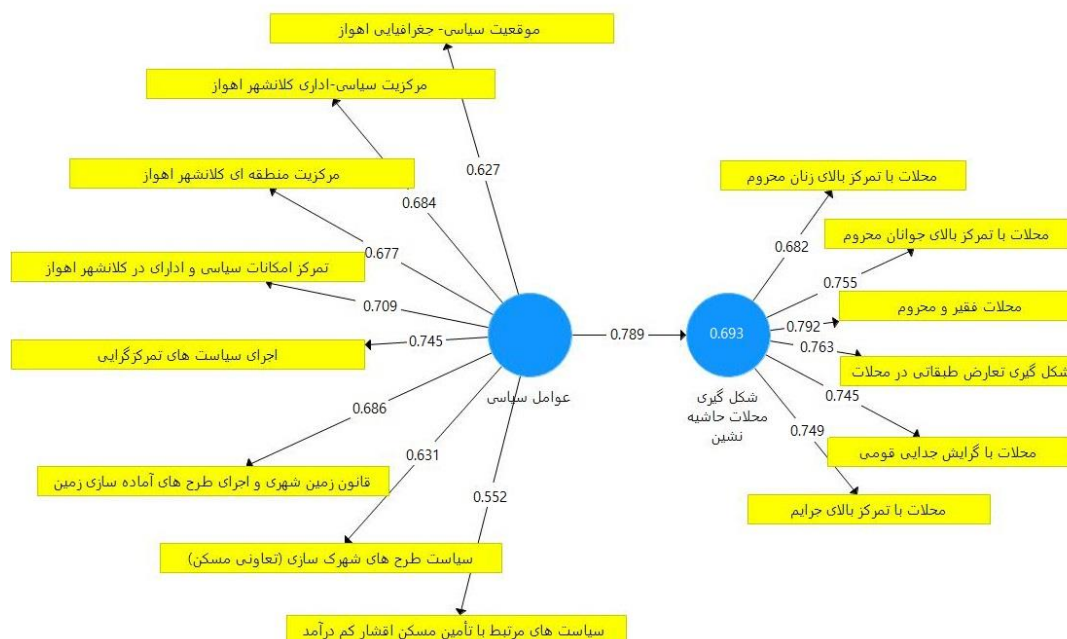 موقعیت سیاسی- جغرافیایی اهواز
مرکزیت سیاسی-اداری کلانشهر اهواز
مرکزیت منطقه ای کلانشهر اهواز
تمرکز امکانات سیاسی و ادارای در کلانشهر اهواز
اجرای سیاست های تمرکزگرایی
قانون زمین شهری و اجرای طرح های آماده سازی زمین
سیاست طرح های شهرک سازی (تعاونی مسکن)
سیاست های مرتبط با تأمین مسکن اقشار کم درآمد
0.627
0.684
0.677
0.709
0.745
0.686
0.631
0.552
عوامل سیاسی
0.789
0.693
شکل گیری
محلات حاشیه
نشین
0.682
0.755
0.792
0.763
0.745
0.749
محلات با تمرکز بالای زنان محروم
محلات با تمرکز بالای جوانان محروم
محلات فقیر و محروم
شکل گیری تعارض طبقاتی در محلات
محلات با گرایش جدایی قومی
محلات با تمرکز بالای جرایم